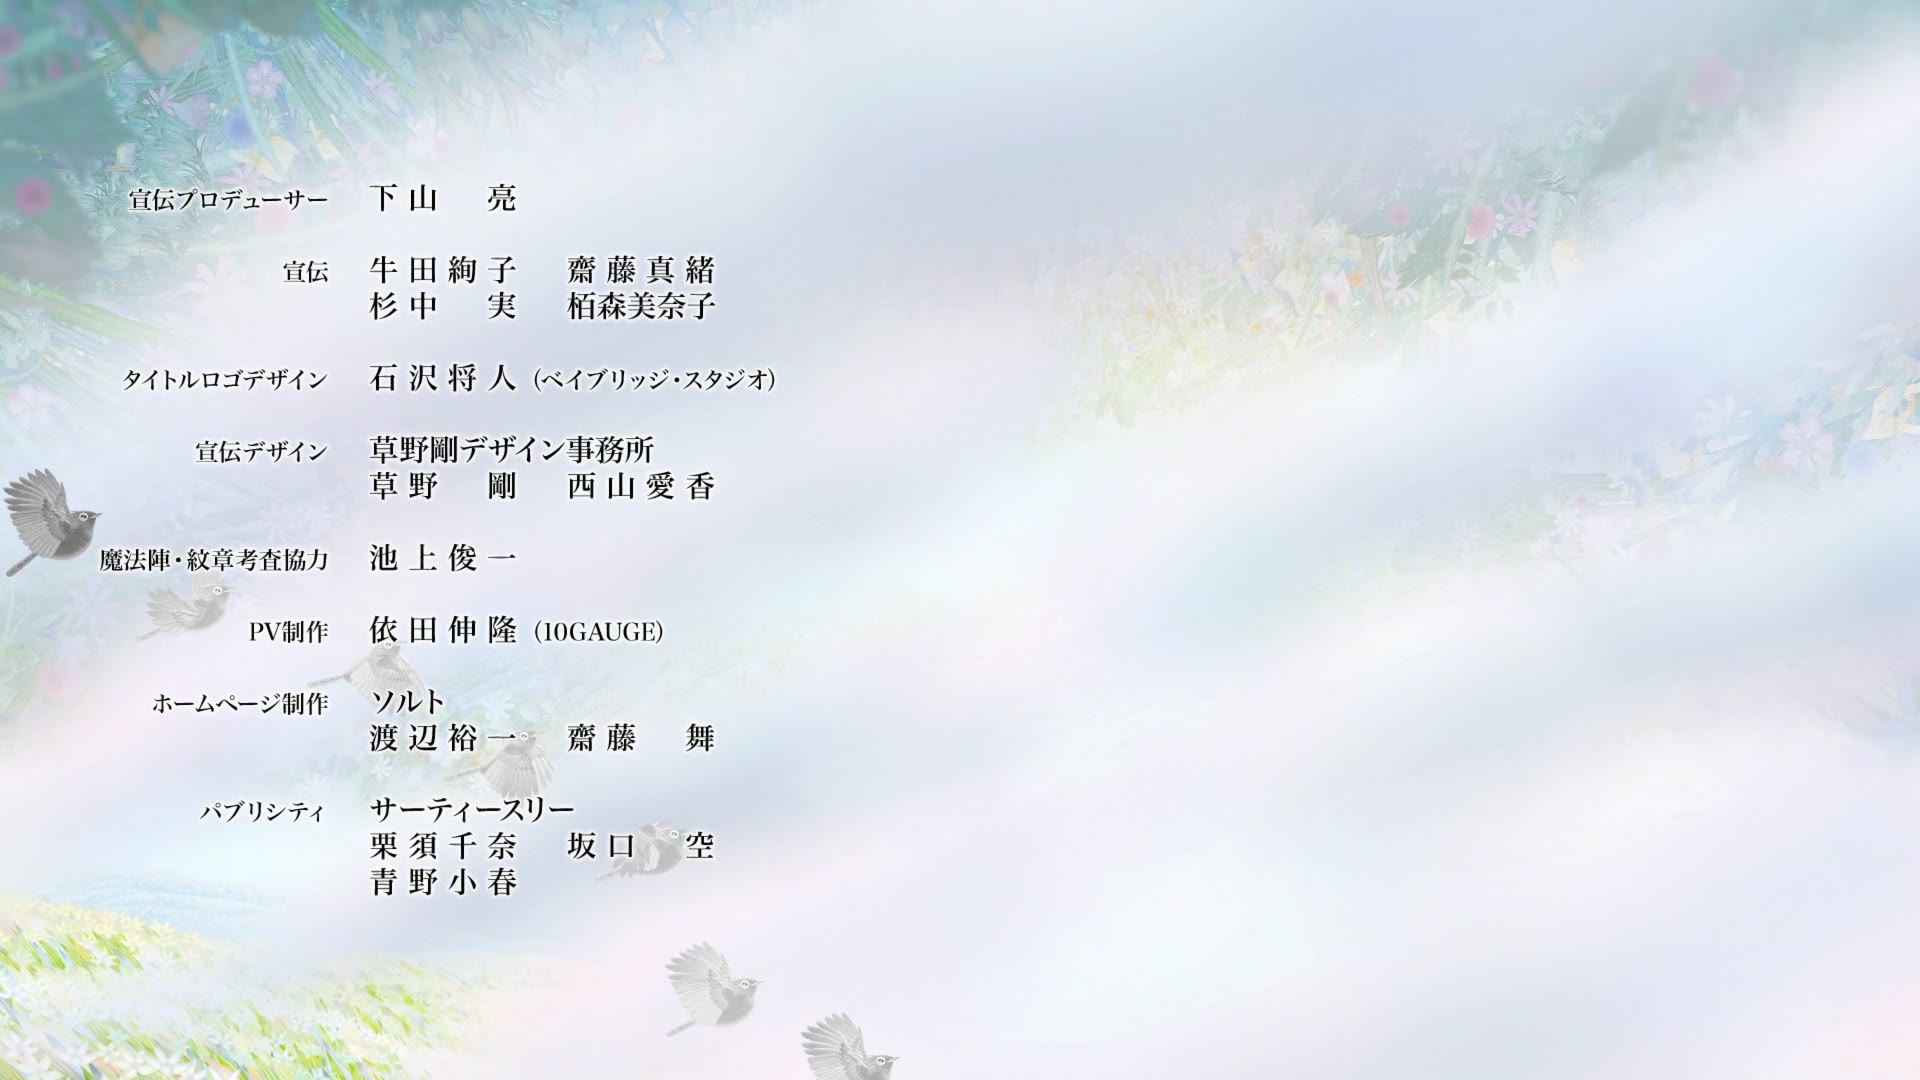 宣伝プロデューサー 下山 亮
宣伝 牛田絢子 齋藤真緒
杉中 実 栢森美奈子
タイトルロゴデザイン 石沢将人（ベイブリッジ・スタジオ）
宣伝デザイン 草野剛デザイン事務所
草野 剛 西山愛香
魔法陣・紋章考査協力 池上俊一
PV制作 依田伸隆（10GAUGE）
ホームページ制作 ソルト
渡辺裕一 齋藤 舞
パブリシティ サーティースリー
栗須千奈 坂口 空
青野小春